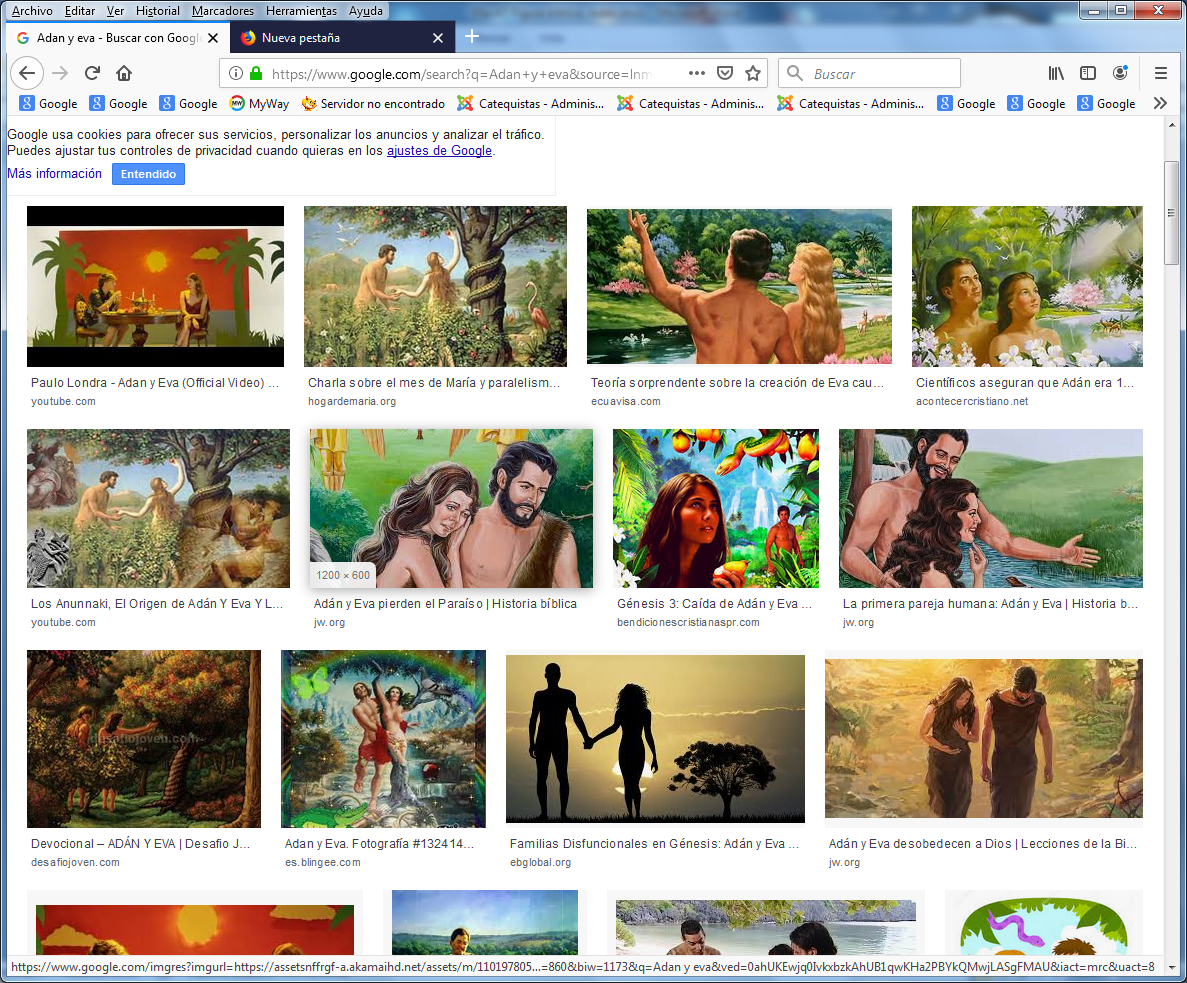 Archivo Editar Ver Historial Marcadores Herramientas Ayuda
Adan y eva - Buscar con Google
Nueva pestaña
https://www.google.com/search?q=Adan+y+eva&source=lnm
Buscar
Google Google Google MyWay Servidor no encontrado Catequistas - Adminis... Catequistas - Adminis... Catequistas - Adminis... Google Google Google
Google usa cookies para ofrecer sus servicios, personalizar los anuncios y analizar el tráfico.
Puedes ajustar tus controles de privacidad cuando quieras en los ajustes de Google.
Más información Entendido
Paulo Londra - Adan y Eva (Official Video) ...
youtube.com
Charla sobre el mes de María y paralelism...
hogardemaria.org
Teoría sorprendente sobre la creación de Eva cau...
ecuavisa.com
Científicos aseguran que Adán era 1...
acontecercristiano.net
1200 × 600
Los Anunnaki, El Origen de Adán Y Eva Y L...
youtube.com
Adán y Eva pierden el Paraíso | Historia bíblica
jw.org
Génesis 3: Caída de Adán y Eva ...
bendicionescristianaspr.com
La primera pareja humana: Adán y Eva | Historia b...
jw.org
desafiojoven.com
Devocional – ADÁN Y EVA | Desafio J...
desafiojoven.com
Adan y Eva. Fotografía #132414...
es.blingee.com
Familias Disfuncionales en Génesis: Adán y Eva ...
ebglobal.org
Adán y Eva desobedecen a Dios | Lecciones de la Bi...
jw.org
https://www.google.com/imgres?imgurl=https://assetsnffrgf-a.akamaihd.net/assets/m/110197805...=860&biw=1173&q=Adan y eva&ved=0ahUKEwjq0IvkxbzkAhUB1qwKHa2PBYkQMwjLASgFMAU&iact=mrc&uact=8